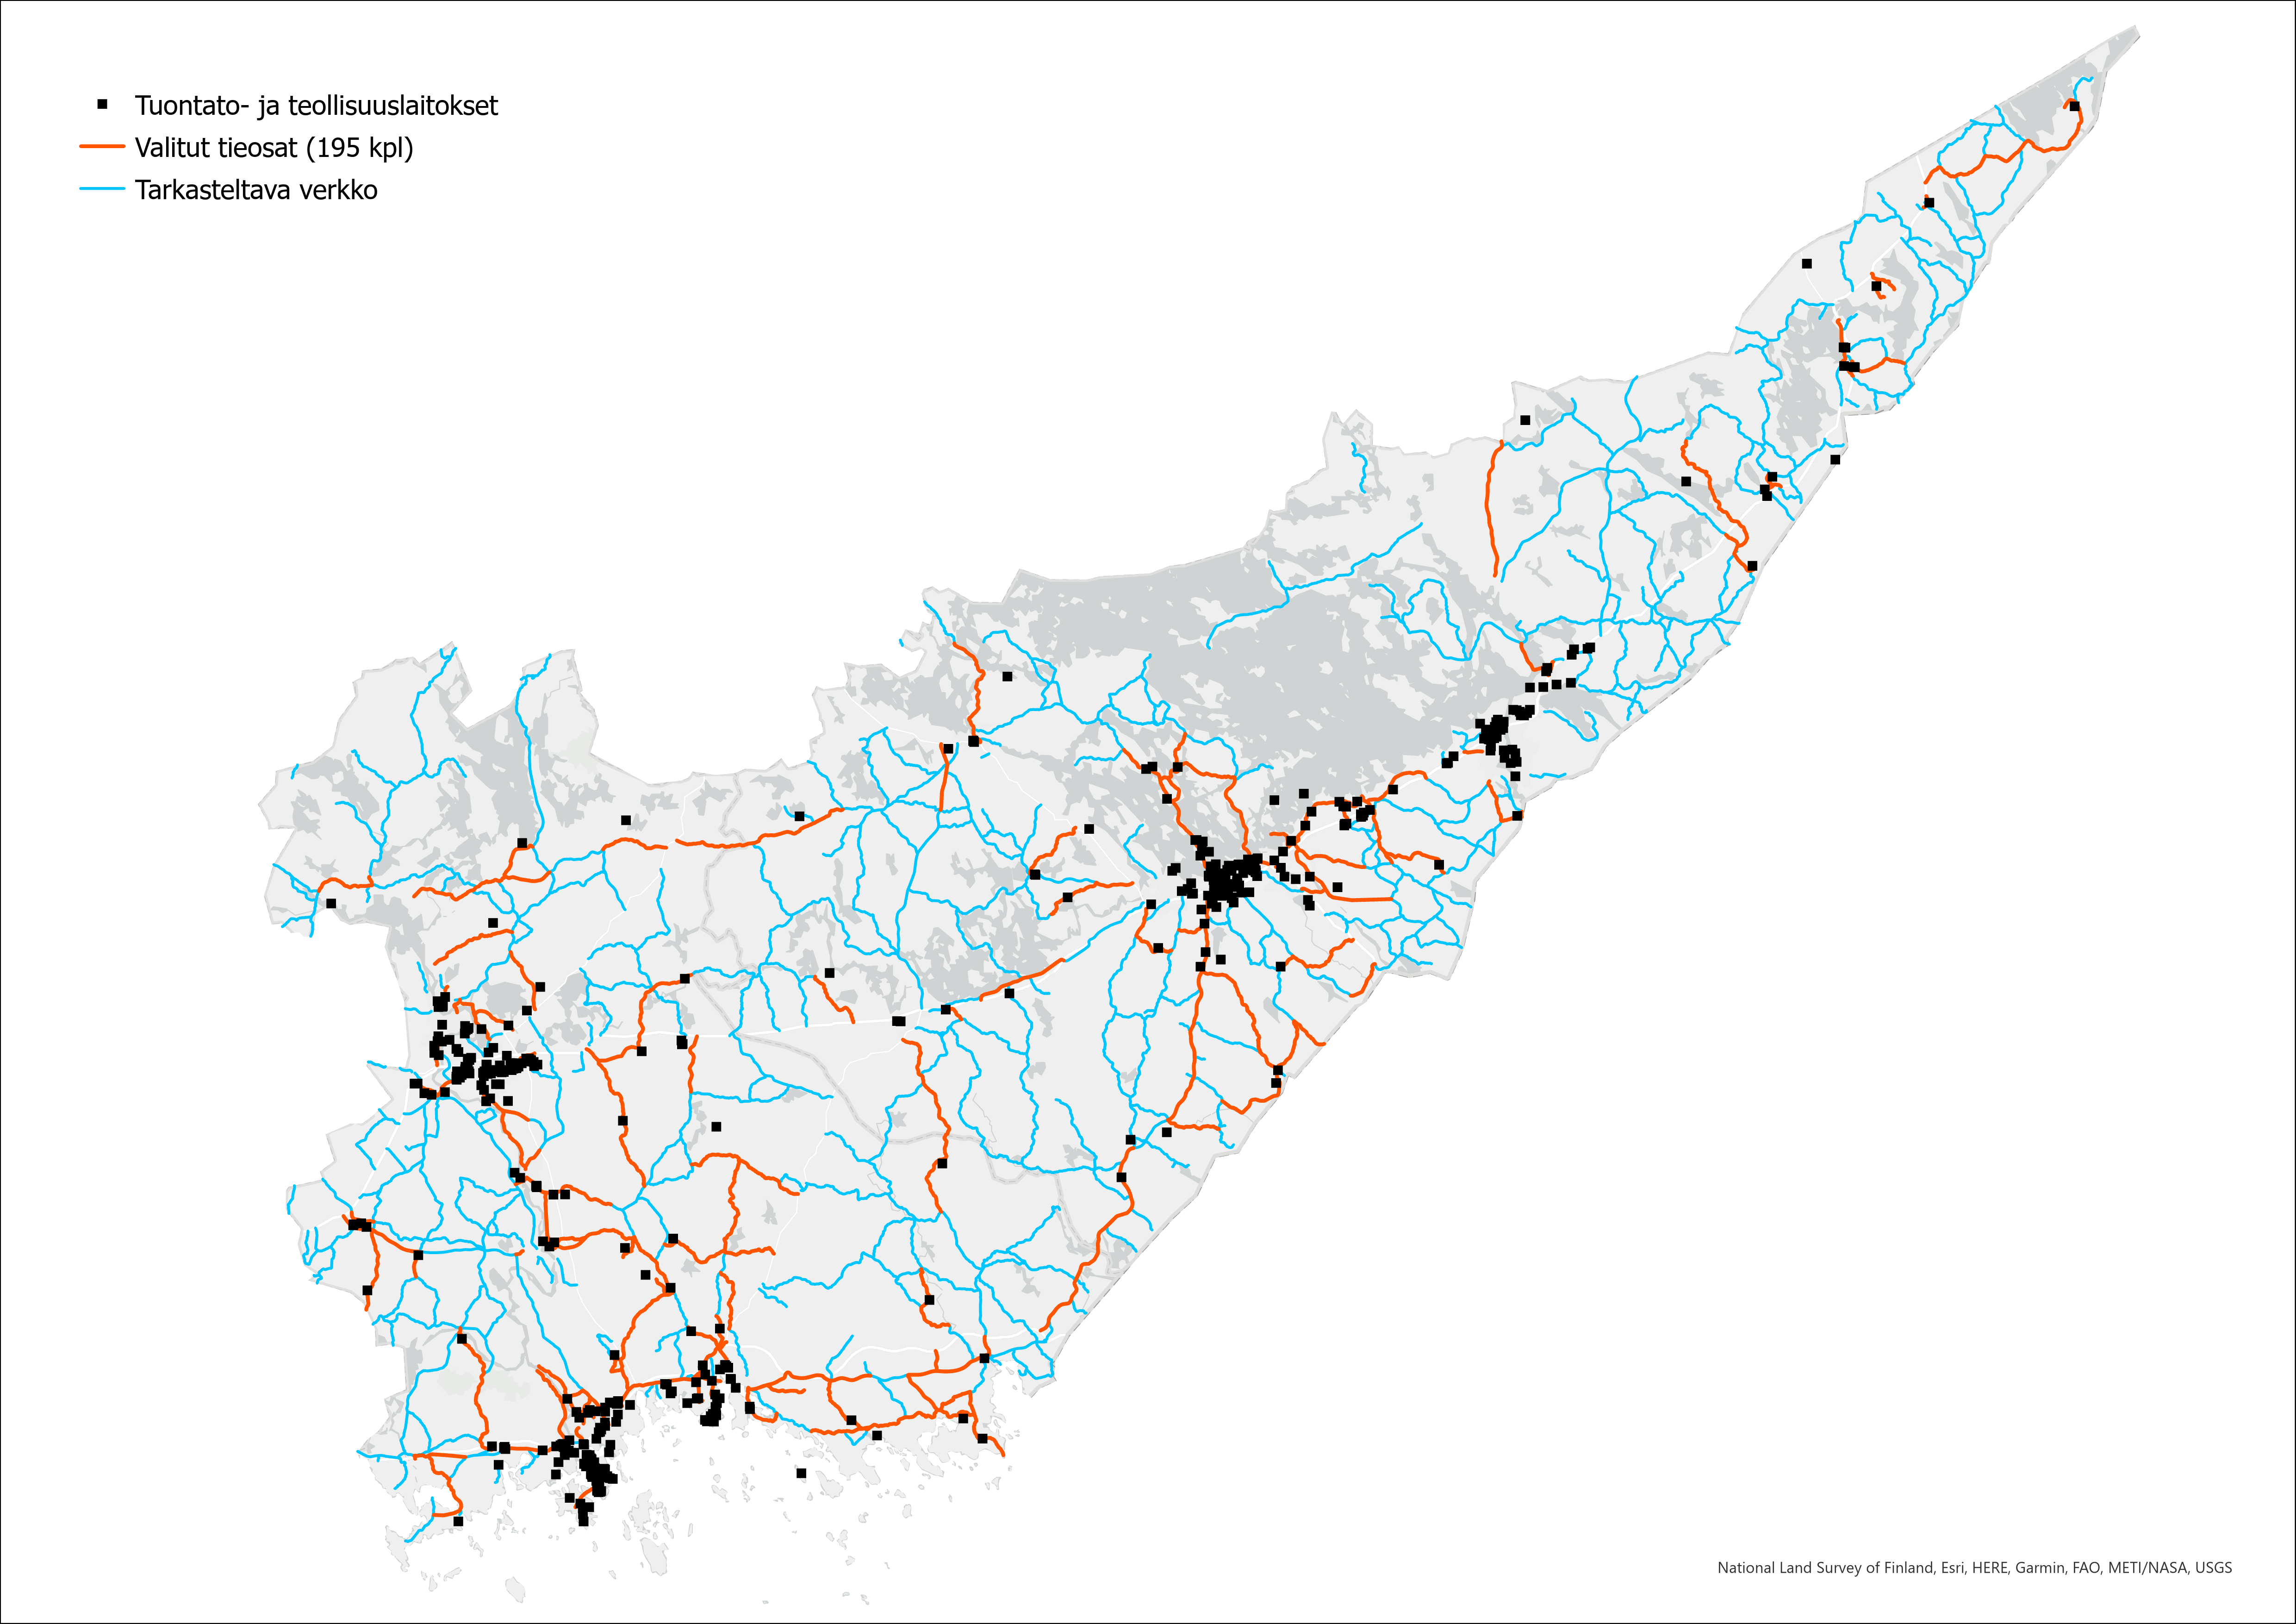 Tuontato- ja teollisuuslaitokset
Valitut tieosat (195 kpl)
Tarkasteltava verkko
National Land Survey of Finland, Esri, HERE, Garmin, FAO, METI/NASA, USGS